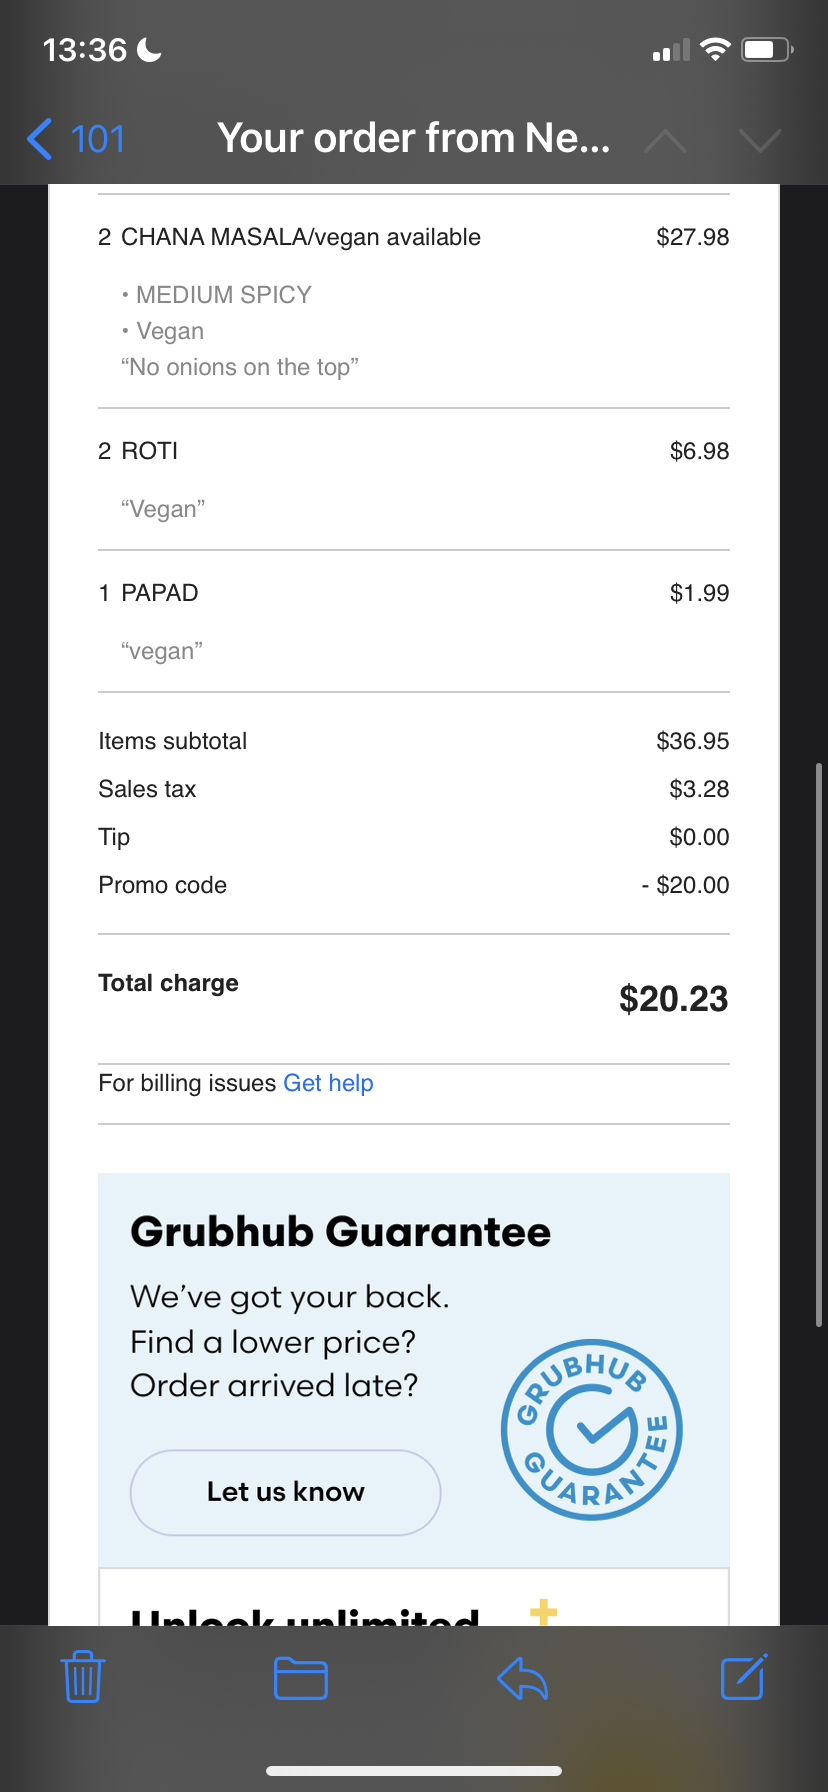 13:36
101
Your order from Ne...
2 CHANA MASALA/vegan available $27.98
• MEDIUM SPICY
• Vegan
“No onions on the top”
2 ROTI $6.98
“Vegan”
1 PAPAD $1.99
“vegan”
Items subtotal $36.95
Sales tax $3.28
Tip $0.00
Promo code - $20.00
Total charge $20.23
For billing issues Get help
Grubhub Guarantee
We’ve got your back.
Find a lower price?
Order arrived late?
GRUBHUB GUARANTEE
Let us know
Unlock unlimited